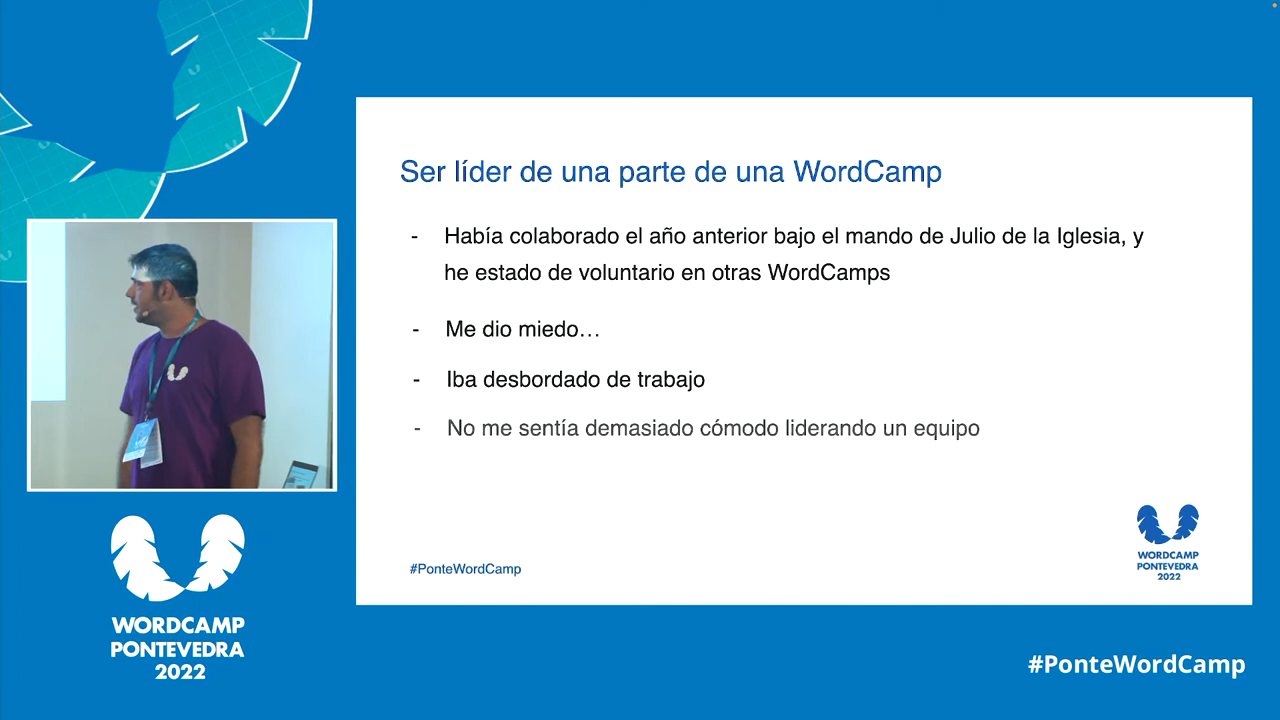 Ser líder de una parte de una WordCamp
- Había colaborado el año anterior bajo el mando de Julio de la Iglesia, y
he estado de voluntario en otras WordCamps
- Me dio miedo…
- Iba desbordado de trabajo
- No me sentía demasiado cómodo liderando un equipo
#PonteWordCamp
WORDCAMP
PONTEVEDRA
2022
WORDCAMP
PONTEVEDRA
2022
#PonteWordCamp